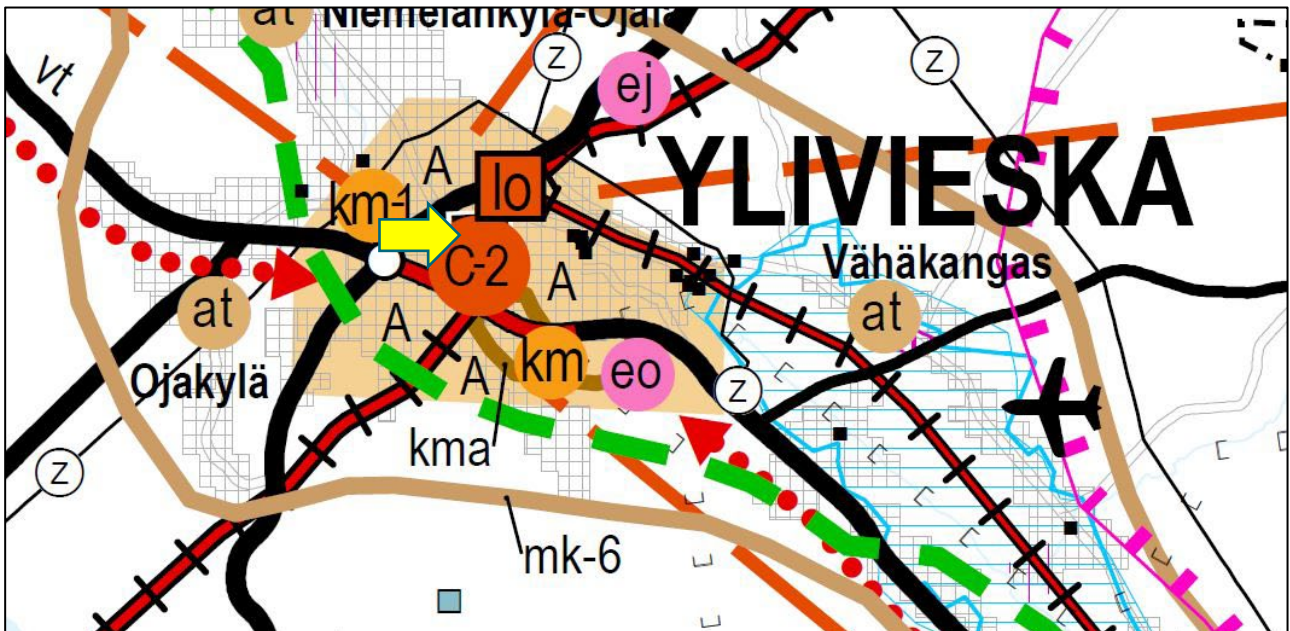 at
Niemelänkylä-Ojala
vt
z
z
ej
YLIVIESKA
A
lo
km-1
C-2
A
Vähäkangas
at
at
A
Ojakylä
A
km
eo
z
kma
z
mk-6